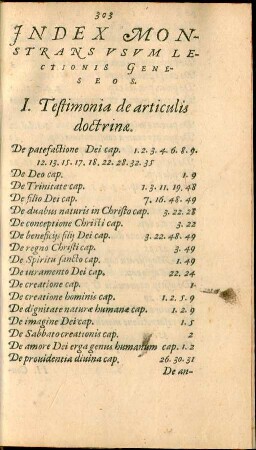 303
INDEX MON-
STRANS VSVM LE
CTIONIS GENE-
SEOS.
I. Testimonia de articulis
doctrinæ.
De patefactione Dei cap. 1. 2. 3. 4. 6. 8. 9.
12. 13. 15. 17. 18. 22. 28. 32. 35
De Deo cap. 1. 9
De Trinitate cap. 1. 3. 11. 19. 48
De filio Dei cap. 7. 16. 48. 49
De duabus naturis in Christo cap. 3. 22. 28
De conceptione Christi cap. 3. 22
De beneficijs filij Dei cap. 3. 22. 48. 49
De regno Christi cap. 3. 49
De Spiritu sancto cap. 1. 49
De iuramento Dei cap. 22. 24
De creatione cap. 1.
De creatione hominis cap. 1. 2. 5. 9
De dignitate naturæ humanæ cap. 1. 2. 9
De imagine Dei cap. 1. 5
De Sabbato creationis cap. 2
De amore Dei erga genus humanum cap. 1. 2
De prouidentia diuina cap. 26. 30. 31
De an-